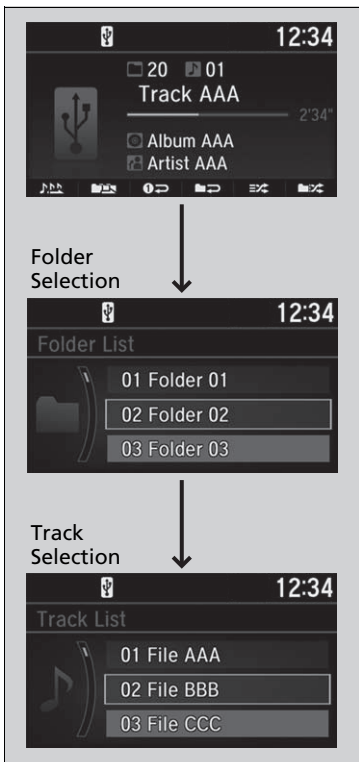 12:34
20 01
Track AAA
2'34"
Album AAA
Artist AAA
Folder
Selection
12:34
Folder List
01 Folder 01
02 Folder 02
03 Folder 03
Track
Selection
12:34
Track List
01 File AAA
02 File BBB
03 File CCC